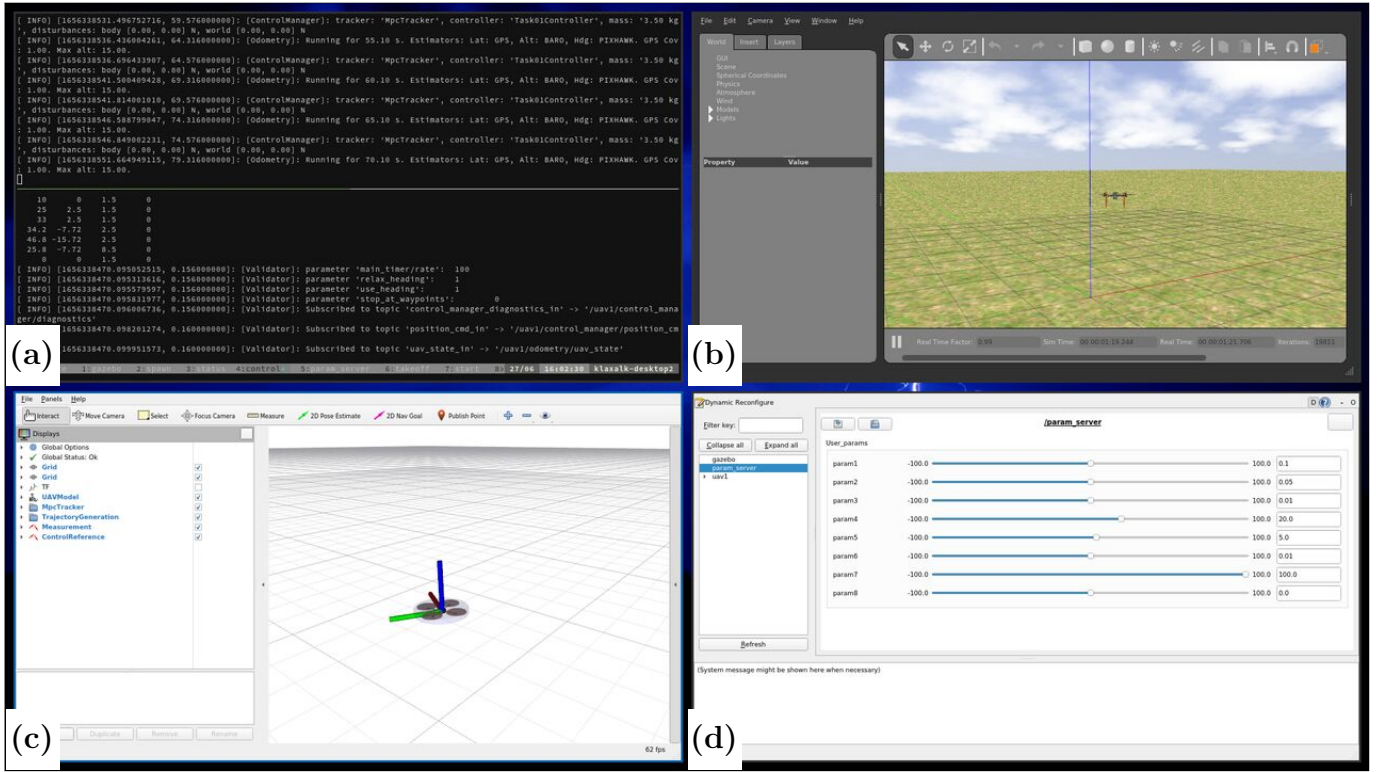 [ INFO] [1656338531.496752716, 59.576000000]: [ControlManager]: tracker: 'MpcTracker', controller: 'Task01Controller', mass: '3.50 kg
', disturbances: body [0.00, 0.00] N, world [0.00, 0.00] N
[ INFO] [1656338536.436004261, 64.316000000]: [Odometry]: Running for 55.10 s. Estimators: Lat: GPS, Alt: BARO, Hdg: PIXHAWK. GPS Cov
: 1.00. Max alt: 15.00.
[ INFO] [1656338536.696433907, 64.576000000]: [ControlManager]: tracker: 'MpcTracker', controller: 'Task01Controller', mass: '3.50 kg
', disturbances: body [0.00, 0.00] N, world [0.00, 0.00] N
[ INFO] [1656338541.500409428, 69.316000000]: [Odometry]: Running for 60.10 s. Estimators: Lat: GPS, Alt: BARO, Hdg: PIXHAWK. GPS Cov
: 1.00. Max alt: 15.00.
[ INFO] [1656338541.814001010, 69.576000000]: [ControlManager]: tracker: 'MpcTracker', controller: 'Task01Controller', mass: '3.50 kg
', disturbances: body [0.00, 0.00] N, world [0.00, 0.00] N
[ INFO] [1656338546.588799047, 74.316000000]: [Odometry]: Running for 65.10 s. Estimators: Lat: GPS, Alt: BARO, Hdg: PIXHAWK. GPS Cov
: 1.00. Max alt: 15.00.
[ INFO] [1656338546.849002231, 74.576000000]: [ControlManager]: tracker: 'MpcTracker', controller: 'Task01Controller', mass: '3.50 kg
', disturbances: body [0.00, 0.00] N, world [0.00, 0.00] N
[ INFO] [1656338551.664949115, 79.316000000]: [Odometry]: Running for 70.10 s. Estimators: Lat: GPS, Alt: BARO, Hdg: PIXHAWK. GPS Cov
: 1.00. Max alt: 15.00.
10 0 1.5 0
25 2.5 1.5 0
33 2.5 1.5 0
34.2 -7.72 2.5 0
46.8 -15.72 2.5 0
25.8 -7.72 8.5 0
0 0 1.5 0
[ INFO] [1656338470.095052515, 0.156000000]: [Validator]: parameter 'main_timer/rate': 100
[ INFO] [1656338470.095313616, 0.156000000]: [Validator]: parameter 'relax_heading': 1
[ INFO] [1656338470.095579597, 0.156000000]: [Validator]: parameter 'use_heading': 1
[ INFO] [1656338470.095831977, 0.156000000]: [Validator]: parameter 'stop_at_waypoints': 0
[ INFO] [1656338470.096006736, 0.156000000]: [Validator]: Subscribed to topic 'control_manager_diagnostics_in' -> '/uav1/control_mana
ger/diagnostics'
1656338470.098201274, 0.160000000]: [Validator]: Subscribed to topic 'position_cmd_in' -> '/uav1/control_manager/position_cm
1656338470.099951573, 0.160000000]: [Validator]: Subscribed to topic 'uav_state_in' -> '/uav1/odometry/uav_state'
1:gazebo 2:spawn 3:status 4:control* 5:param_server 6:takeoff 7:start 8> 27/06 16:02:30 klaxalk-desktop2
(a)
File Edit Camera View Window Help
World Insert Layers
GUI
Scene
Spherical Coordinates
Physics
Atmosphere
Wind
Models
Lights
Property Value
Real Time Factor: 0.99 Sim Time: 00 00:01:19.244 Real Time: 00 00:01:21.706 Iterations: 19811
(b)
File Panels Help
Interact Move Camera Select Focus Camera Measure 2D Pose Estimate 2D Nav Goal Publish Point
Displays
Global Options
Global Status: Ok
Grid
Grid
TF
UAVModel
MpcTracker
TrajectoryGeneration
Measurement
ControlReference
Duplicate Remove Rename
62 fps
(c)
Dynamic Reconfigure D - O
Filter key:
Collapse all Expand all
gazebo
param_server
uav1
Refresh
/param_server
User_params
param1 -100.0 100.0 0.1
param2 -100.0 100.0 0.05
param3 -100.0 100.0 0.01
param4 -100.0 100.0 20.0
param5 -100.0 100.0 5.0
param6 -100.0 100.0 0.01
param7 -100.0 100.0 100.0
param8 -100.0 100.0 0.0
(System message might be shown here when necessary)
(d)